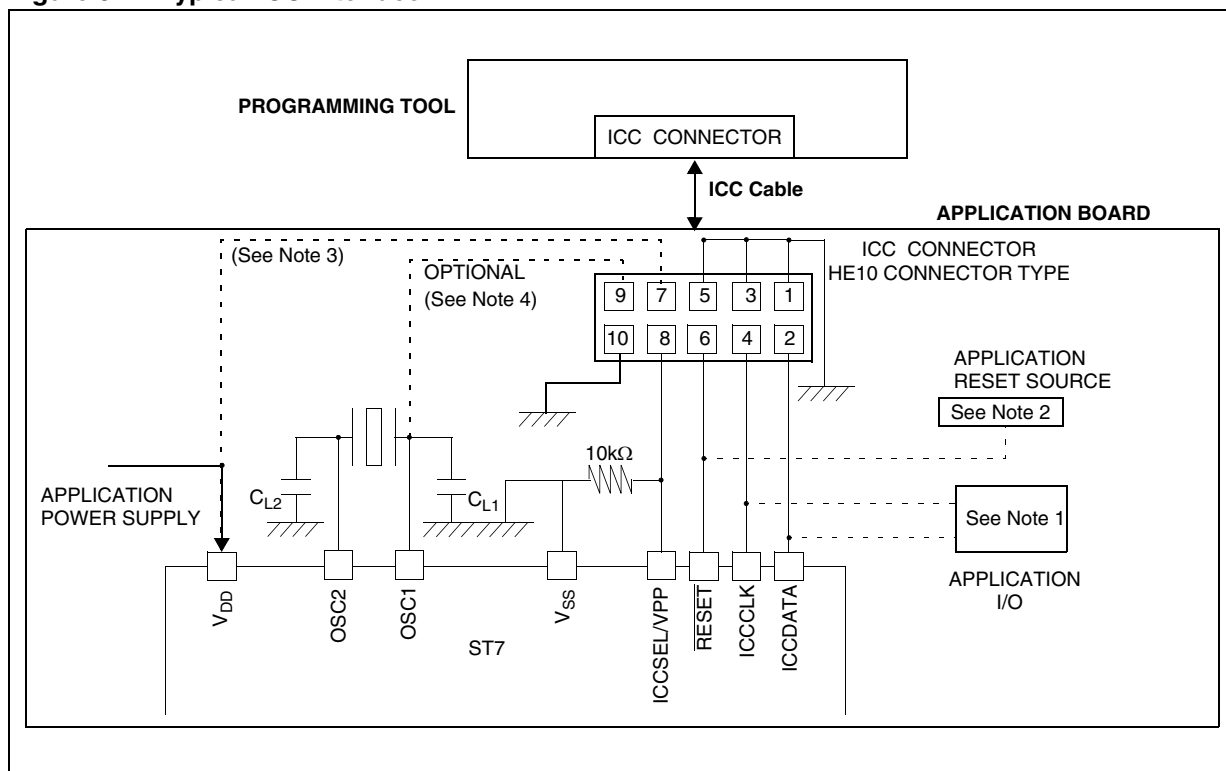 PROGRAMMING TOOL
ICC CONNECTOR
ICC Cable
APPLICATION BOARD
(See Note 3)
OPTIONAL
(See Note 4)
ICC CONNECTOR
HE10 CONNECTOR TYPE
9 7 5 3 1
10 8 6 4 2
APPLICATION
RESET SOURCE
See Note 2
10kΩ
APPLICATION
POWER SUPPLY
CL2
CL1
See Note 1
APPLICATION
I/O
VDD
OSC2
OSC1
VSS
ICCSEL/VPP
RESET
ICCCLK
ICCDATA
ST7